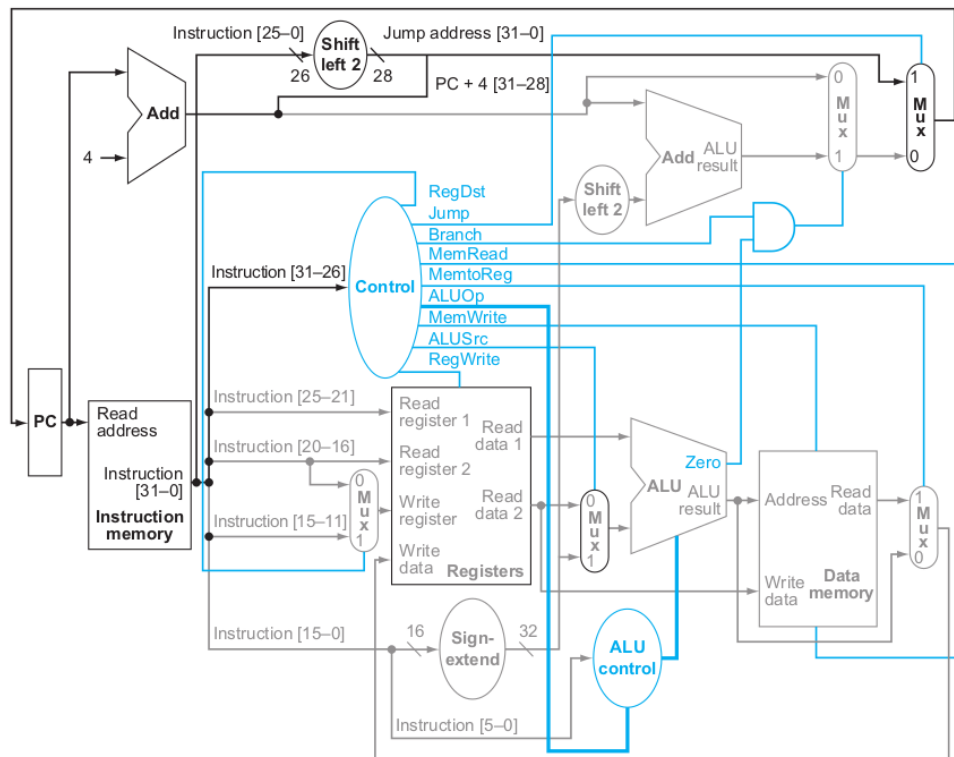 Instruction [25–0]
Shift
left 2
Jump address [31–0]
26
28
PC + 4 [31–28]
Add
4
0
M
u
x
1
1
M
u
x
0
Add
ALU
result
Shift
left 2
RegDst
Jump
Branch
MemRead
MemtoReg
ALUOp
MemWrite
ALUSrc
RegWrite
Instruction [31–26]
Control
PC
Read
address
Instruction
[31–0]
Instruction
memory
Instruction [25–21]
Instruction [20–16]
Instruction [15–11]
0
M
u
x
1
Read
register 1
Read
register 2
Write
register
Write
data
Read
data 1
Read
data 2
Registers
0
M
u
x
1
Zero
ALU
ALU
result
Address
Read
data
Write
data
Data
memory
1
M
u
x
0
Instruction [15–0]
16
Sign-
extend
32
ALU
control
Instruction [5–0]